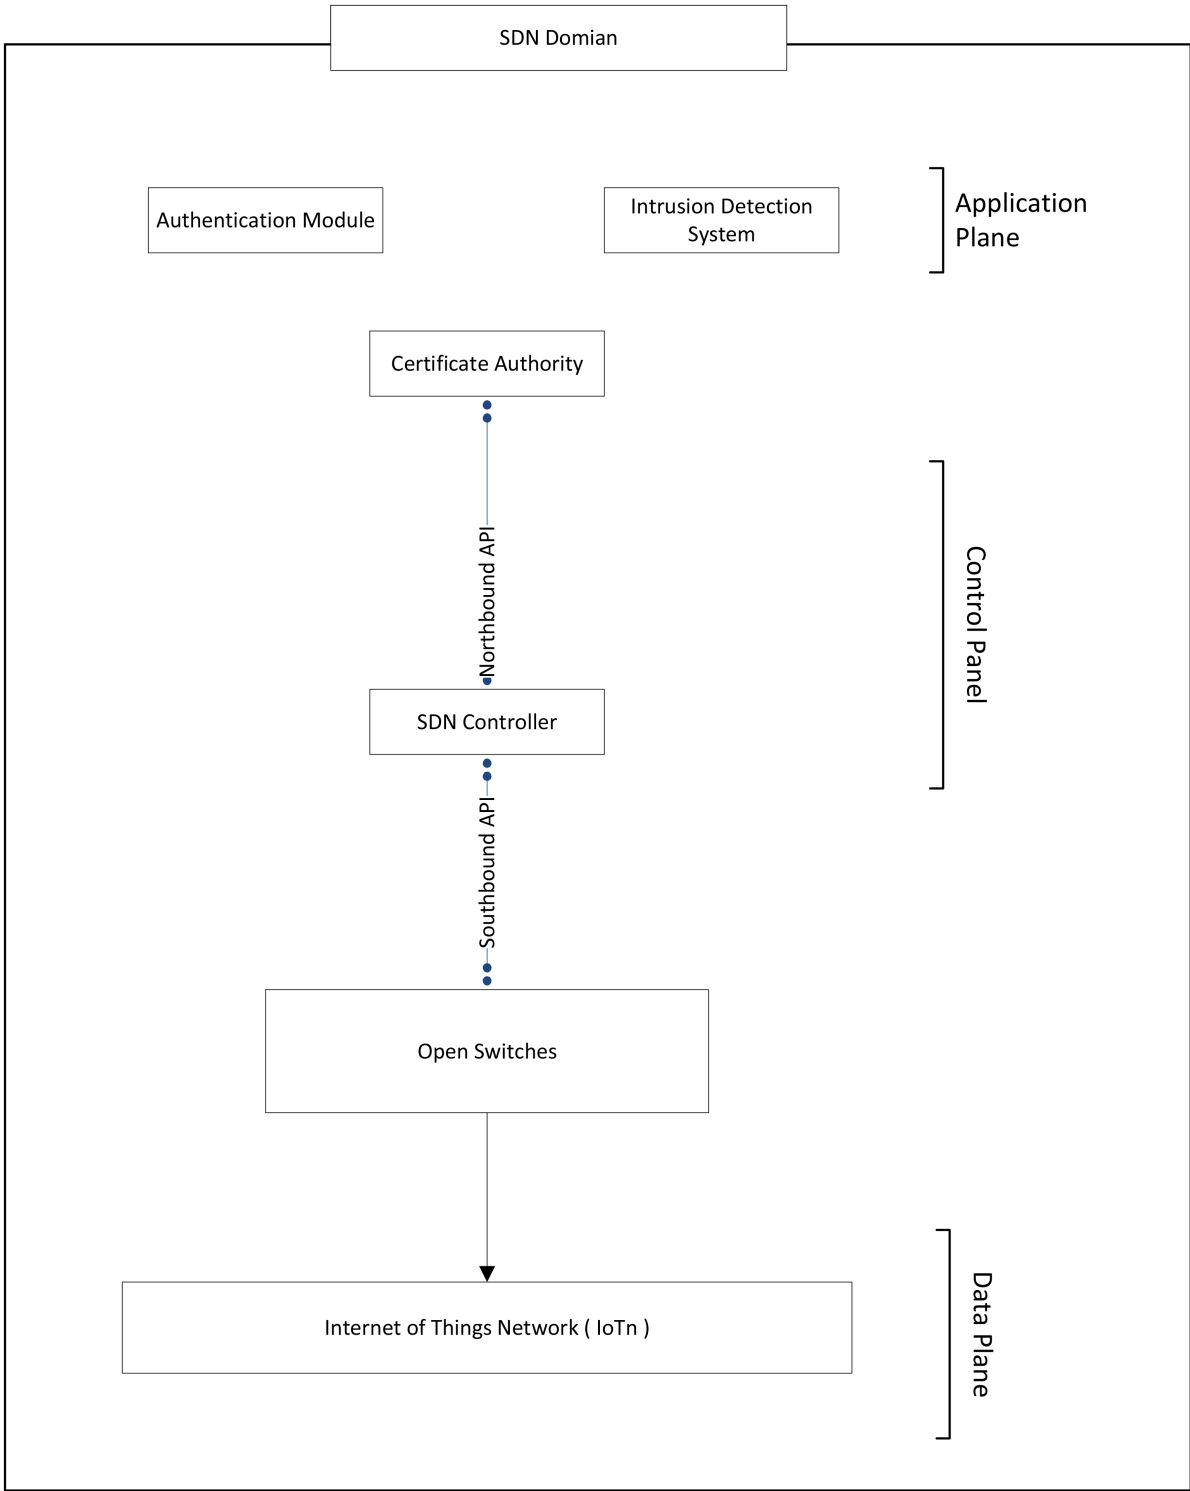 SDN Domian
Authentication Module
Intrusion Detection
System
Application
Plane
Certificate Authority
Northbound API
Control Panel
SDN Controller
Southbound API
Open Switches
Internet of Things Network ( IoTn )
Data Plane